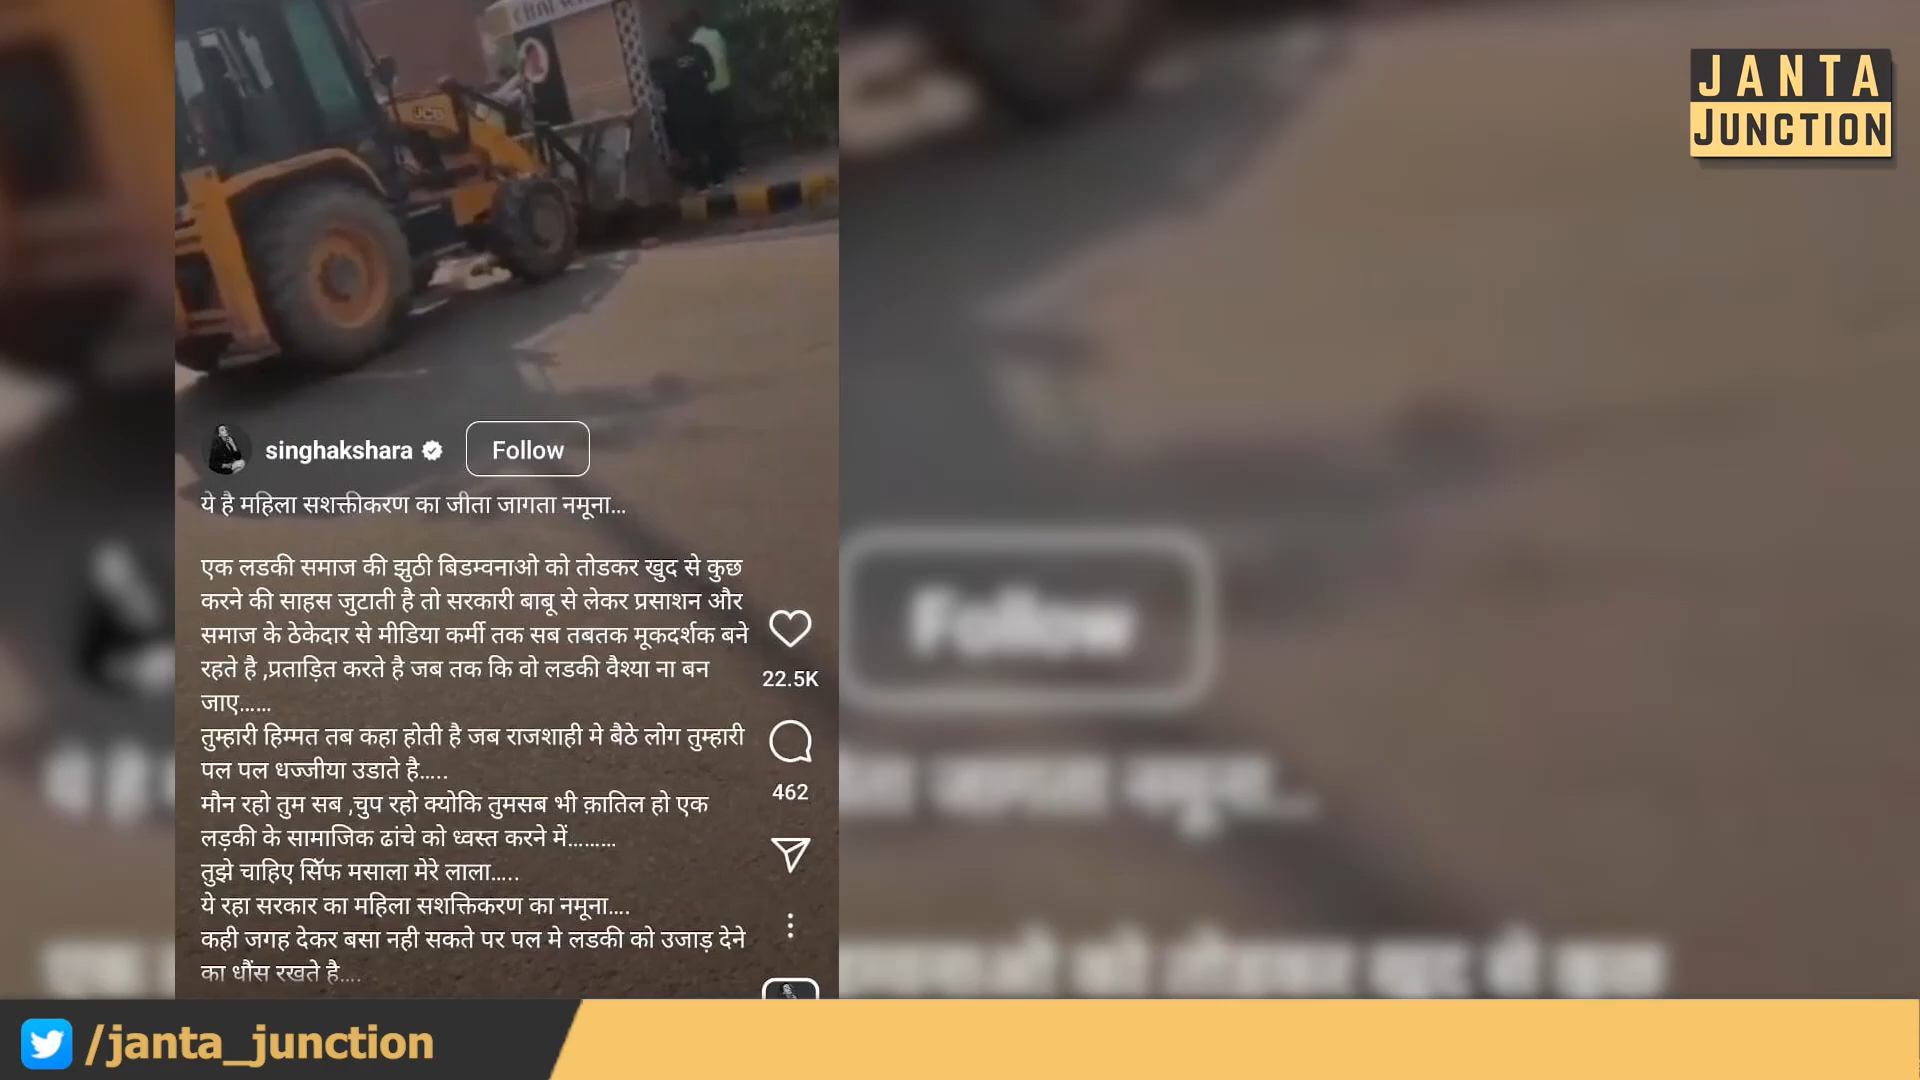 JCB
JANTA
JUNCTION
singhakshara
Follow
ये है महिला सशक्तीकरण का जीता जागता नमूना...
एक लडकी समाज की झुठी बिडम्वनाओ को तोडकर खुद से कुछ
करने की साहस जुटाती है तो सरकारी बाबू से लेकर प्रसाशन और
समाज के ठेकेदार से मीडिया कर्मी तक सब तबतक मूकदर्शक बने
रहते है ,प्रताड़ित करते है जब तक कि वो लडकी वैश्या ना बन
जाए......
तुम्हारी हिम्मत तब कहा होती है जब राजशाही मे बैठे लोग तुम्हारी
पल पल धज्जीया उडाते है.....
मौन रहो तुम सब ,चुप रहो क्योकि तुमसब भी क़ातिल हो एक
लड़की के सामाजिक ढांचे को ध्वस्त करने में.........
तुझे चाहिए सिॅफ मसाला मेरे लाला.....
ये रहा सरकार का महिला सशक्तिकरण का नमूना....
कही जगह देकर बसा नही सकते पर पल मे लडकी को उजाड़ देने
का धौंस रखते है....
22.5K
462
/janta_junction